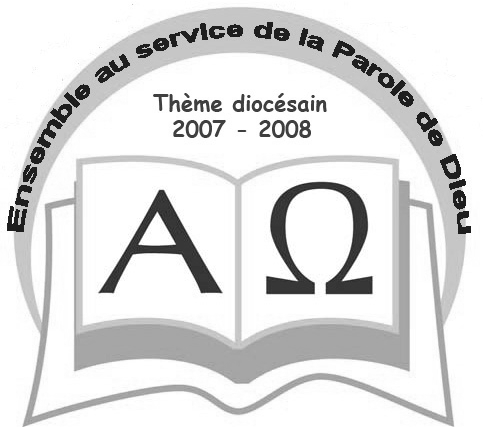 Ensemble au service de la Parole de Dieu
Thème diocésain
2007 - 2008
Α Ω